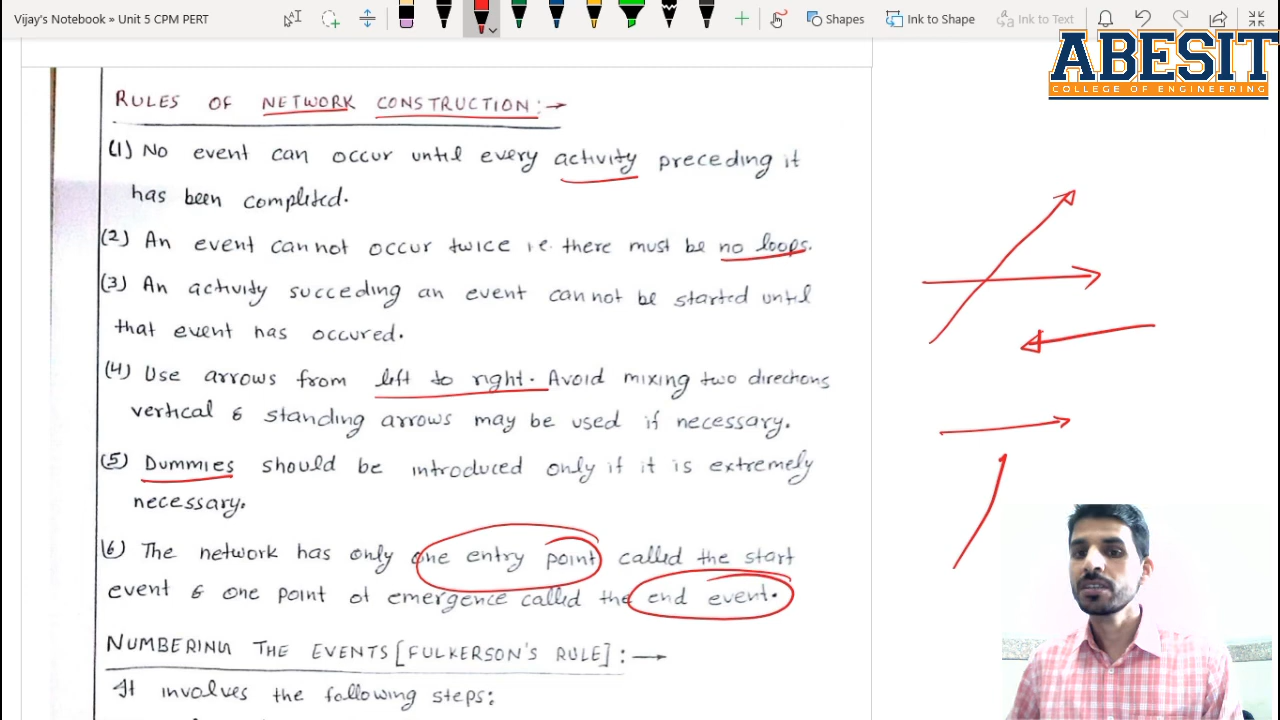 Vijay's Notebook » Unit 5 CPM PERT
Shapes
Ink to Shape
Ink to Text
ABESIT
COLLEGE OF ENGINEERING
RULES OF NETWORK CONSTRUCTION:→
(1) No event can occur until every activity preceding it
has been completed.
(2) An event cannot occur twice i.e. there must be no loops.
(3) An activity succeding an event cannot be started until
that event has occured.
(4) Use arrows from left to right. Avoid mixing two directions
vertical & standing arrows may be used if necessary.
(5) Dummies should be introduced only if it is extremely
necessary.
(6) The network has only one entry point called the start
event & one point of emergence called the end event.
NUMBERING THE EVENTS [FULKERSON'S RULE]:→
It involves the following steps: